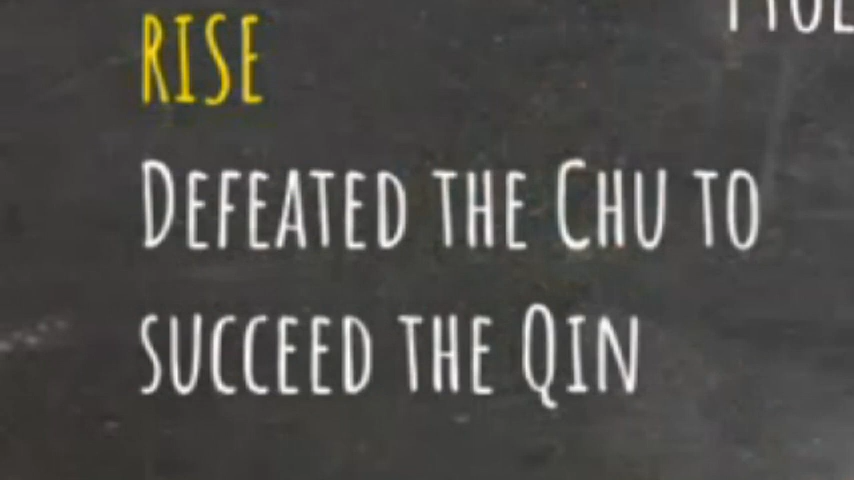 RISE
DEFEATED THE CHU TO
SUCCEED THE QIN